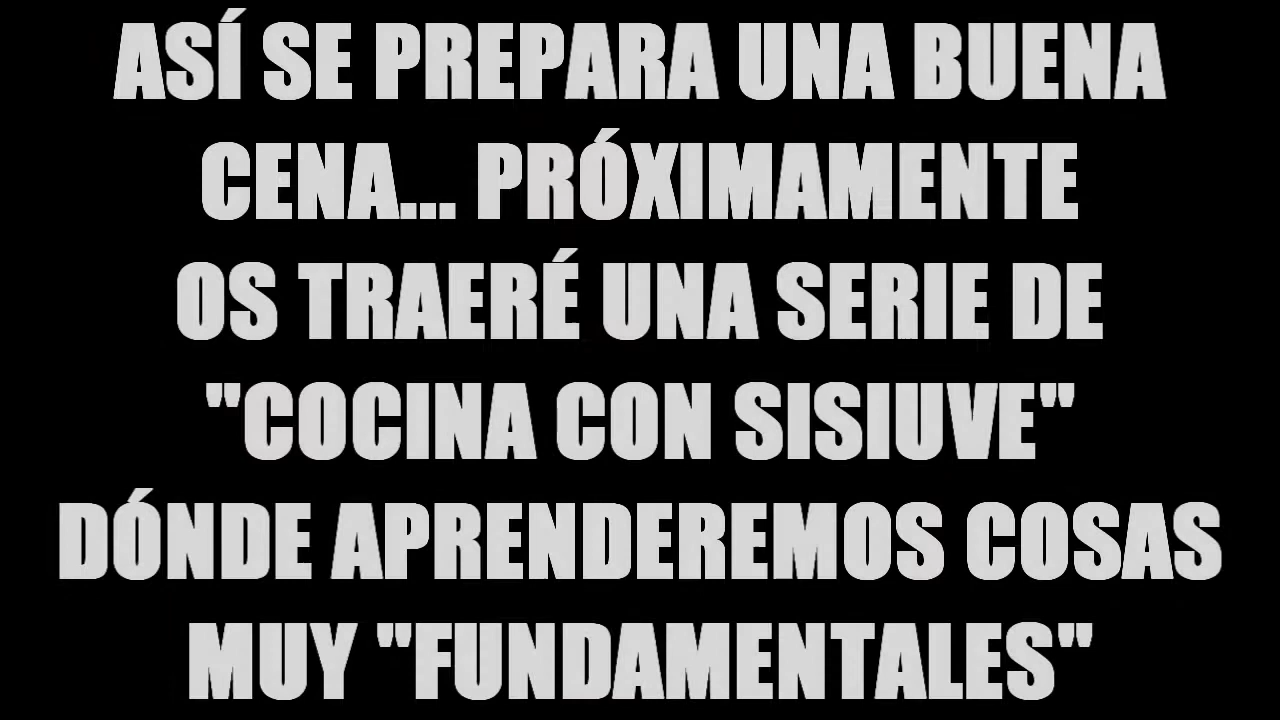 ASÍ SE PREPARA UNA BUENA
CENA... PRÓXIMAMENTE
OS TRAERÉ UNA SERIE DE
"COCINA CON SISIUVE"
DÓNDE APRENDEREMOS COSAS
MUY "FUNDAMENTALES"